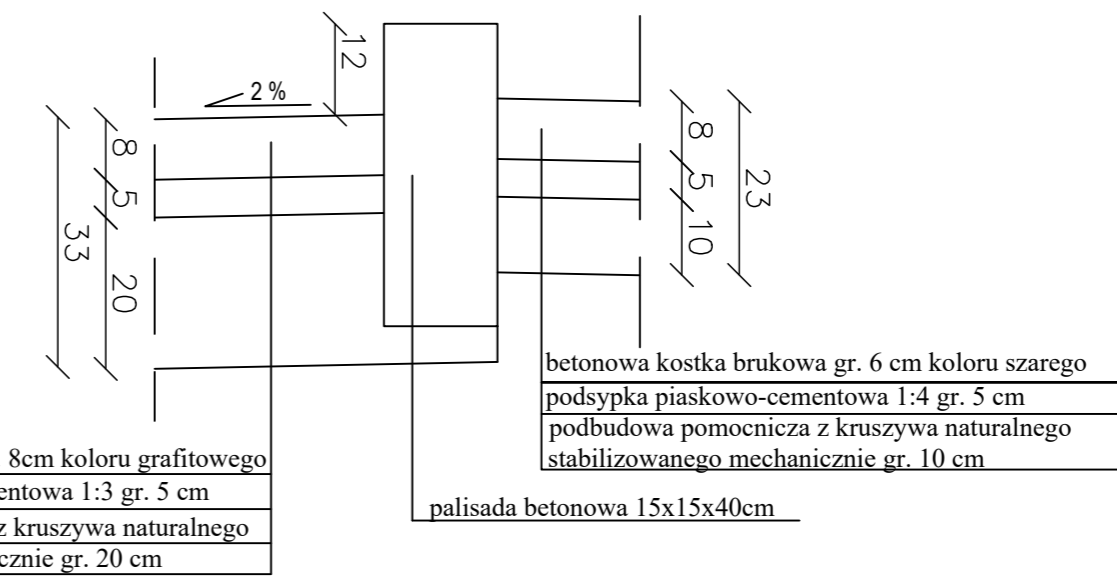 12
2 %
8
5
20
33
8
5
10
23
betonowa kostka brukowa gr. 6 cm koloru szarego
podsypka piaskowo-cementowa 1:4 gr. 5 cm
podbudowa pomocnicza z kruszywa naturalnego
stabilizowanego mechanicznie gr. 10 cm
8cm koloru grafitowego
entowa 1:3 gr. 5 cm
z kruszywa naturalnego
cznie gr. 20 cm
palisada betonowa 15x15x40cm